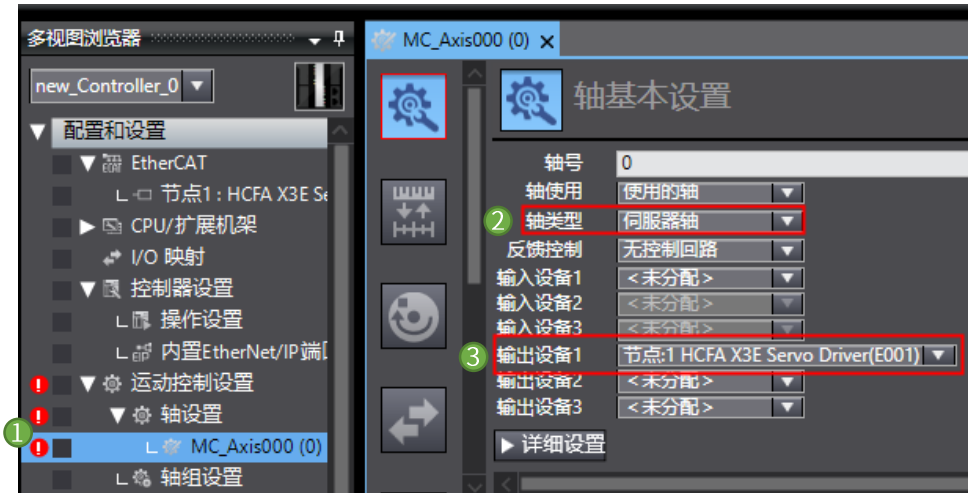 多视图浏览器
new_Controller_0
配置和设置
EtherCAT
节点1 : HCFA X3E Se
CPU/扩展机架
I/O 映射
控制器设置
操作设置
内置EtherNet/IP端
运动控制设置
轴设置
1
MC_Axis000 (0)
轴组设置
MC_Axis000 (0)
轴基本设置
轴号 0
轴使用 使用的轴
2 轴类型 伺服器轴
反馈控制 无控制回路
输入设备1 <未分配>
输入设备2 <未分配>
输入设备3 <未分配>
3 输出设备1 节点:1 HCFA X3E Servo Driver(E001)
输出设备2 <未分配>
输出设备3 <未分配>
详细设置